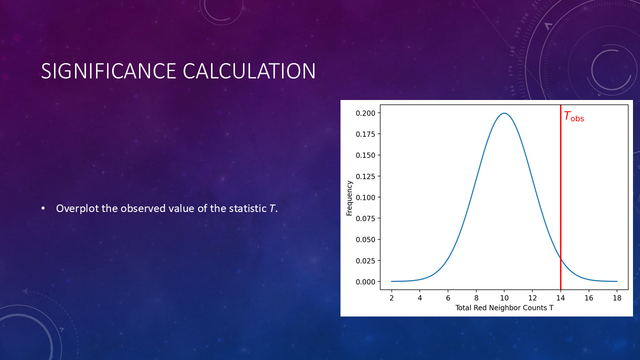 SIGNIFICANCE CALCULATION
• Overplot the observed value of the statistic T.
T obs
0.200
0.175
0.150
0.125
0.100
0.075
0.050
0.025
0.000
Frequency
2 4 6 8 10 12 14 16 18
Total Red Neighbor Counts T